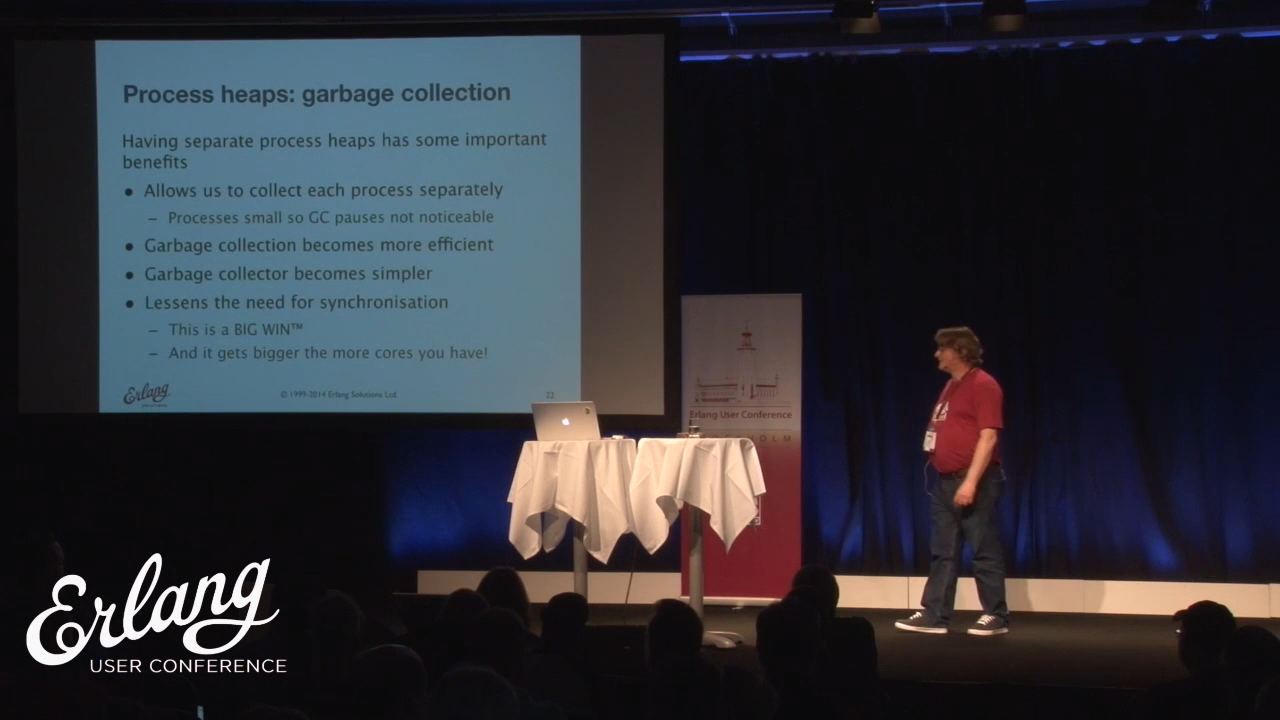 Process heaps: garbage collection
Having separate process heaps has some important
benefits
• Allows us to collect each process separately
– Processes small so GC pauses not noticeable
• Garbage collection becomes more efficient
• Garbage collector becomes simpler
• Lessens the need for synchronisation
– This is a BIG WIN™
– And it gets bigger the more cores you have!
Erlang
© 1999-2014 Erlang Solutions Ltd.
22
Erlang User Conference
Erlang
USER CONFERENCE